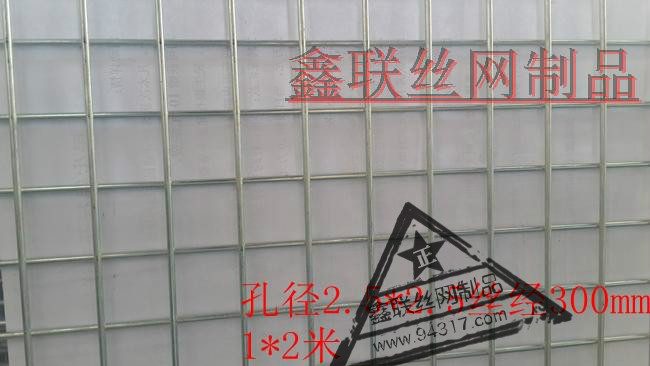 鑫联丝网制品
正
孔径2. 丝径300mm
鑫联丝网制品
1*2米
www.94317.com